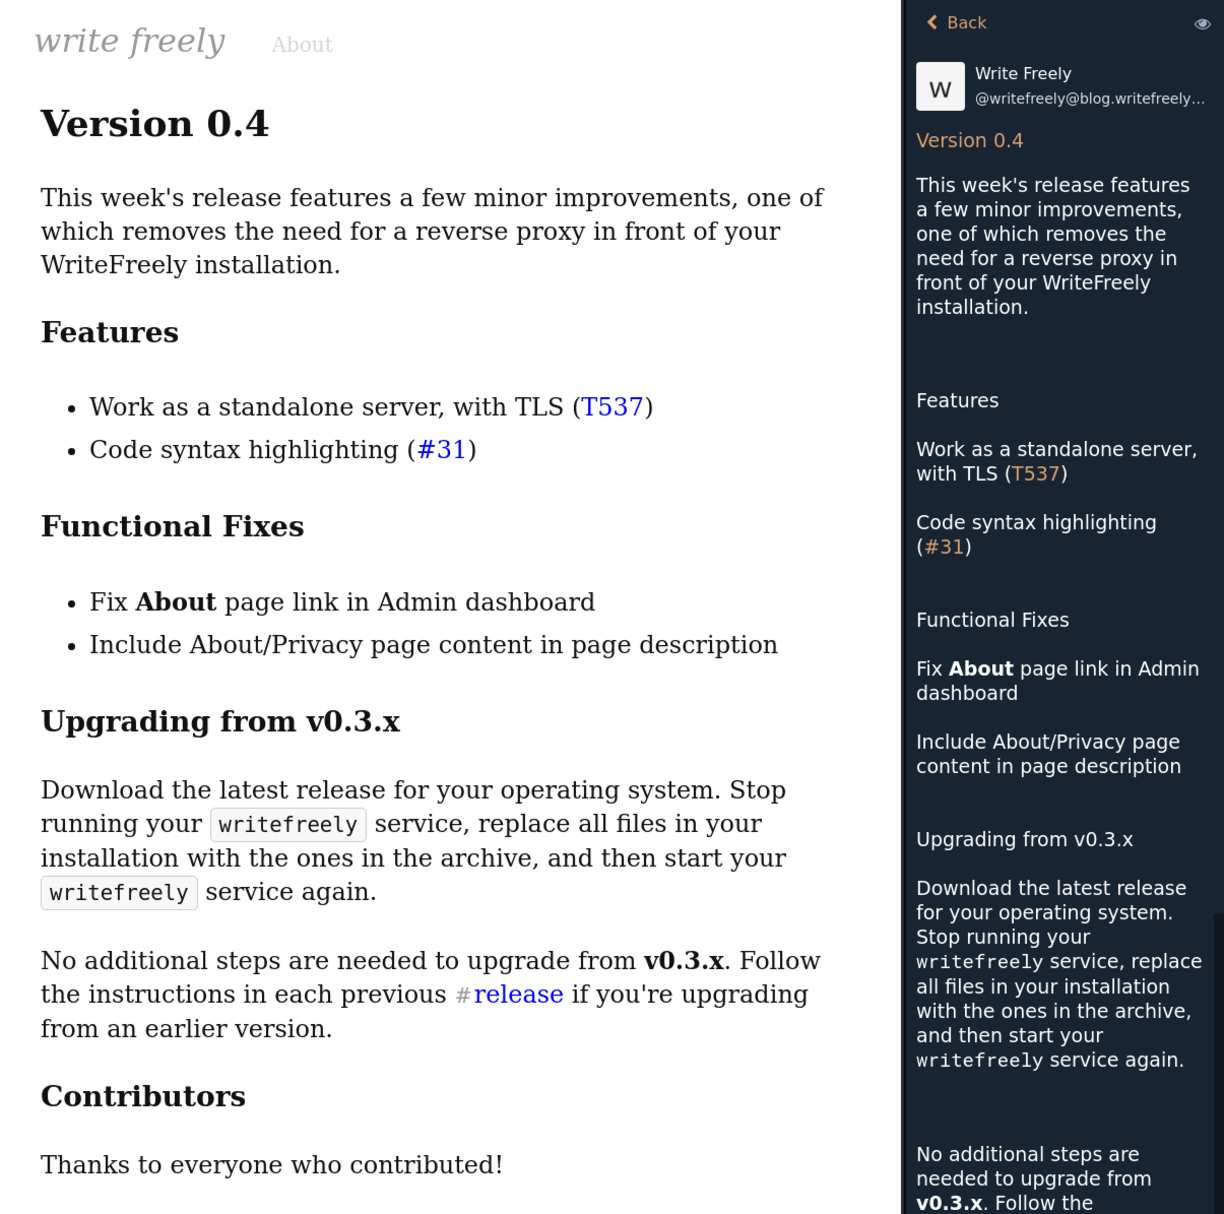 write freely About
Version 0.4
This week's release features a few minor improvements, one of
which removes the need for a reverse proxy in front of your
WriteFreely installation.
Features
• Work as a standalone server, with TLS (T537)
• Code syntax highlighting (#31)
Functional Fixes
• Fix About page link in Admin dashboard
• Include About/Privacy page content in page description
Upgrading from v0.3.x
Download the latest release for your operating system. Stop
running your writefreely service, replace all files in your
installation with the ones in the archive, and then start your
writefreely service again.
No additional steps are needed to upgrade from v0.3.x. Follow
the instructions in each previous #release if you're upgrading
from an earlier version.
Contributors
Thanks to everyone who contributed!
Back
W
Write Freely
@writefreely@blog.writefreely...
Version 0.4
This week's release features
a few minor improvements,
one of which removes the
need for a reverse proxy in
front of your WriteFreely
installation.
Features
Work as a standalone server,
with TLS (T537)
Code syntax highlighting
(#31)
Functional Fixes
Fix About page link in Admin
dashboard
Include About/Privacy page
content in page description
Upgrading from v0.3.x
Download the latest release
for your operating system.
Stop running your
writefreely service, replace
all files in your installation
with the ones in the archive,
and then start your
writefreely service again.
No additional steps are
needed to upgrade from
v0.3.x. Follow the